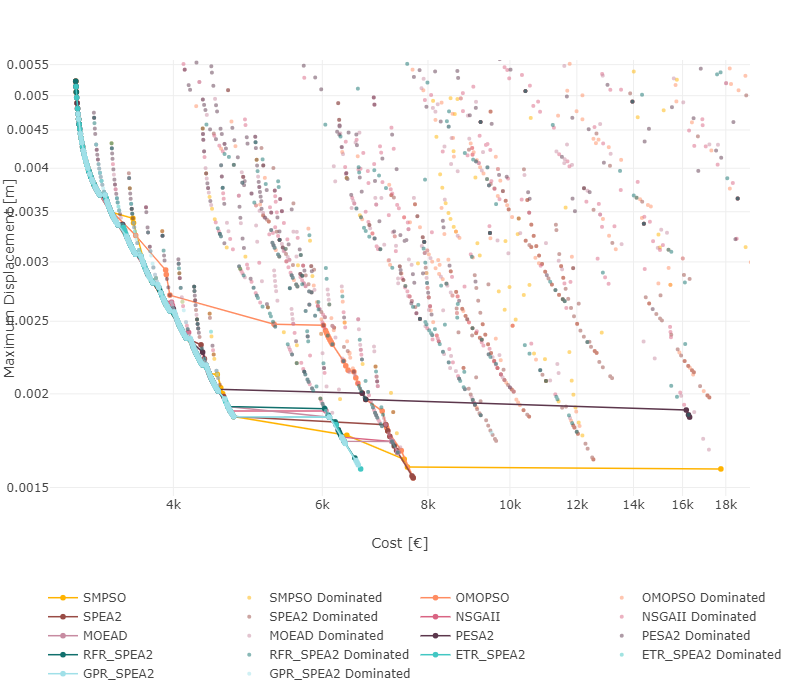 0.0055
0.005
0.0045
0.004
0.0035
0.003
0.0025
0.002
0.0015
Maximum Displacement [m]
4k 6k 8k 10k 12k 14k 16k 18k
Cost [€]
SMPSO SMPSO Dominated OMOPSO OMOPSO Dominated
SPEA2 SPEA2 Dominated NSGAII NSGAII Dominated
MOEAD MOEAD Dominated PESA2 PESA2 Dominated
RFR_SPEA2 RFR_SPEA2 Dominated ETR_SPEA2 ETR_SPEA2 Dominated
GPR_SPEA2 GPR_SPEA2 Dominated